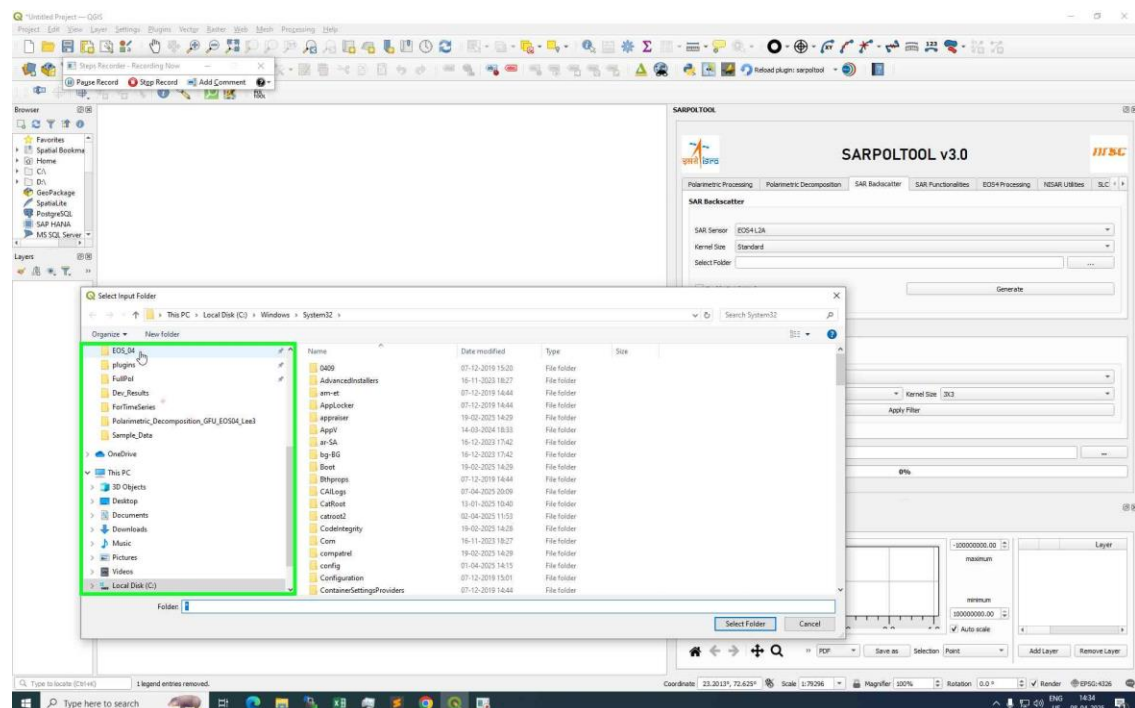 *Untitled Project — QGIS
Project Edit View Layer Settings Plugins Vector Raster Web Mesh Processing Help
Steps Recorder - Recording Now
Pause Record Stop Record Add Comment
Reload plugin: sarpoltool
Browser
Favorites
Spatial Bookma
Home
C:\
D:\
GeoPackage
SpatiaLite
PostgreSQL
SAP HANA
MS SQL Server
Layers
SARPOLTOOL
इसरो isro
SARPOLTOOL v3.0
nrsc
Polarimetric Processing Polarimetric Decomposition SAR Backscatter SAR Functionalities EOS4 Processing NISAR Utilities SLC
SAR Backscatter
SAR Sensor EOS4 L2A
Kernel Size Standard
Select Folder ...
Generate
Kernel Size 3X3
Apply Filter
...
0%
Select Input Folder
This PC > Local Disk (C:) > Windows > System32 >
Search System32
Organize New folder
EOS_04
plugins
FullPol
Dev_Results
ForTimeSeries
Polarimetric_Decomposition_GFU_EOS04_Lee3
Sample_Data
OneDrive
This PC
3D Objects
Desktop
Documents
Downloads
Music
Pictures
Videos
Local Disk (C:)
Name Date modified Type Size
0409 07-12-2019 15:20 File folder
AdvancedInstallers 16-11-2023 18:27 File folder
am-et 07-12-2019 14:44 File folder
AppLocker 07-12-2019 14:44 File folder
appraiser 19-02-2025 14:29 File folder
AppV 14-03-2024 18:53 File folder
ar-SA 16-12-2023 17:42 File folder
bg-BG 16-12-2023 17:42 File folder
Boot 19-02-2025 14:29 File folder
Bthprops 07-12-2019 14:44 File folder
CAILogs 07-04-2025 20:09 File folder
CatRoot 13-01-2025 10:40 File folder
catroot2 02-04-2025 11:53 File folder
CodeIntegrity 19-02-2025 14:28 File folder
Com 16-11-2023 18:27 File folder
compatrel 19-02-2025 14:29 File folder
config 01-04-2025 14:15 File folder
Configuration 07-12-2019 15:01 File folder
ContainerSettingsProviders 07-12-2019 14:44 File folder
Folder:
Select Folder Cancel
-100000000.00
maximum
minimum
100000000.00
Auto scale
Layer
PDF Save as Selection Point Add Layer Remove Layer
Type to locate (Ctrl+K) 1 legend entries removed. Coordinate 23.2013°, 72.625° Scale 1:79296 Magnifier 100% Rotation 0.0 ° Render EPSG:4326
Type here to search
ENG 14:34